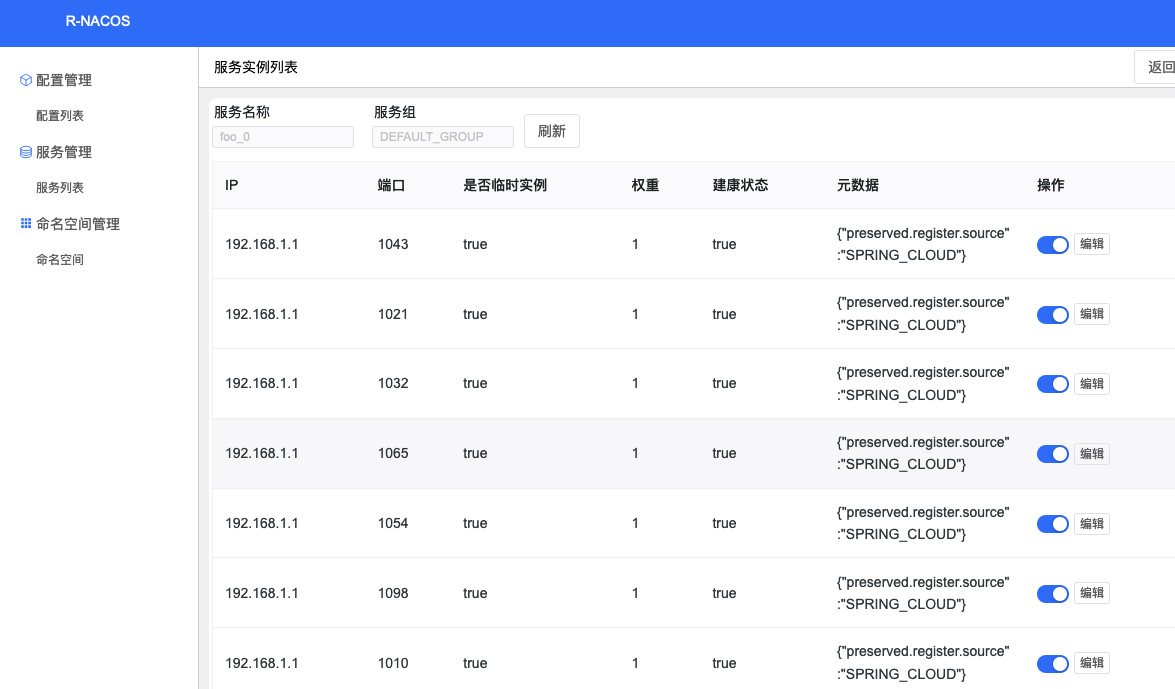 R-NACOS
配置管理
配置列表
服务管理
服务列表
命名空间管理
命名空间
服务实例列表
返回
服务名称
服务组
foo_0
DEFAULT_GROUP
刷新
IP 端口 是否临时实例 权重 建康状态 元数据 操作
192.168.1.1 1043 true 1 true {"preserved.register.source"
:"SPRING_CLOUD"} 编辑
192.168.1.1 1021 true 1 true {"preserved.register.source"
:"SPRING_CLOUD"} 编辑
192.168.1.1 1032 true 1 true {"preserved.register.source"
:"SPRING_CLOUD"} 编辑
192.168.1.1 1065 true 1 true {"preserved.register.source"
:"SPRING_CLOUD"} 编辑
192.168.1.1 1054 true 1 true {"preserved.register.source"
:"SPRING_CLOUD"} 编辑
192.168.1.1 1098 true 1 true {"preserved.register.source"
:"SPRING_CLOUD"} 编辑
192.168.1.1 1010 true 1 true {"preserved.register.source"
:"SPRING_CLOUD"} 编辑